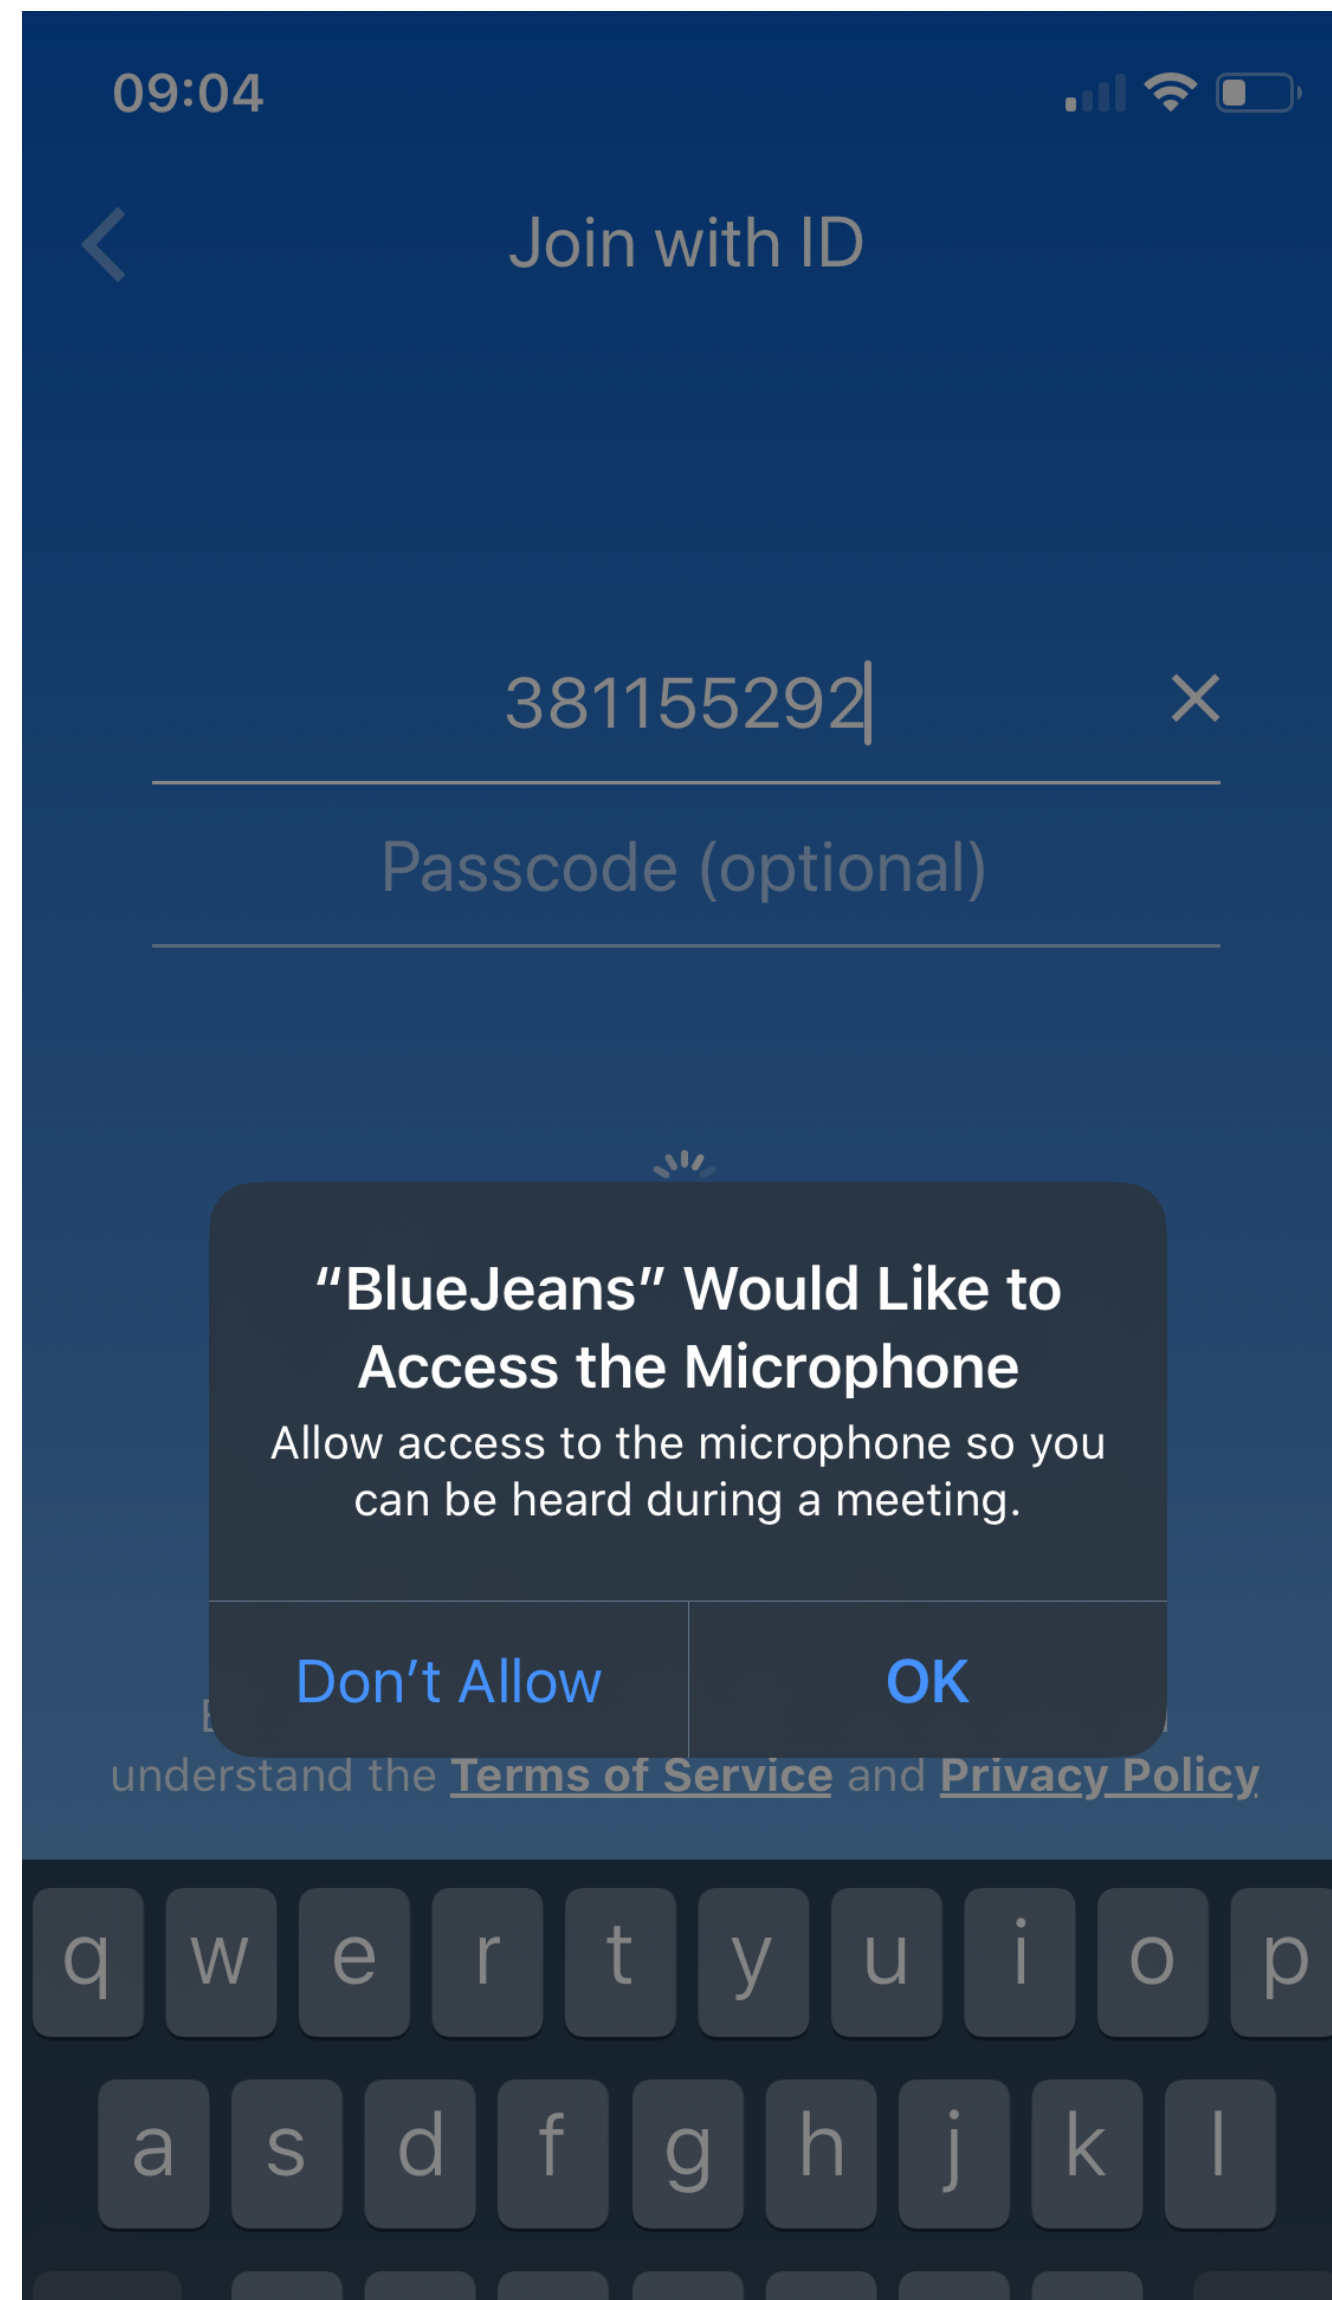 09:04
Join with ID
381155292
Passcode (optional)
“BlueJeans” Would Like to
Access the Microphone
Allow access to the microphone so you
can be heard during a meeting.
Don’t Allow
OK
understand the Terms of Service and Privacy Policy
q w e r t y u i o p
a s d f g h j k l